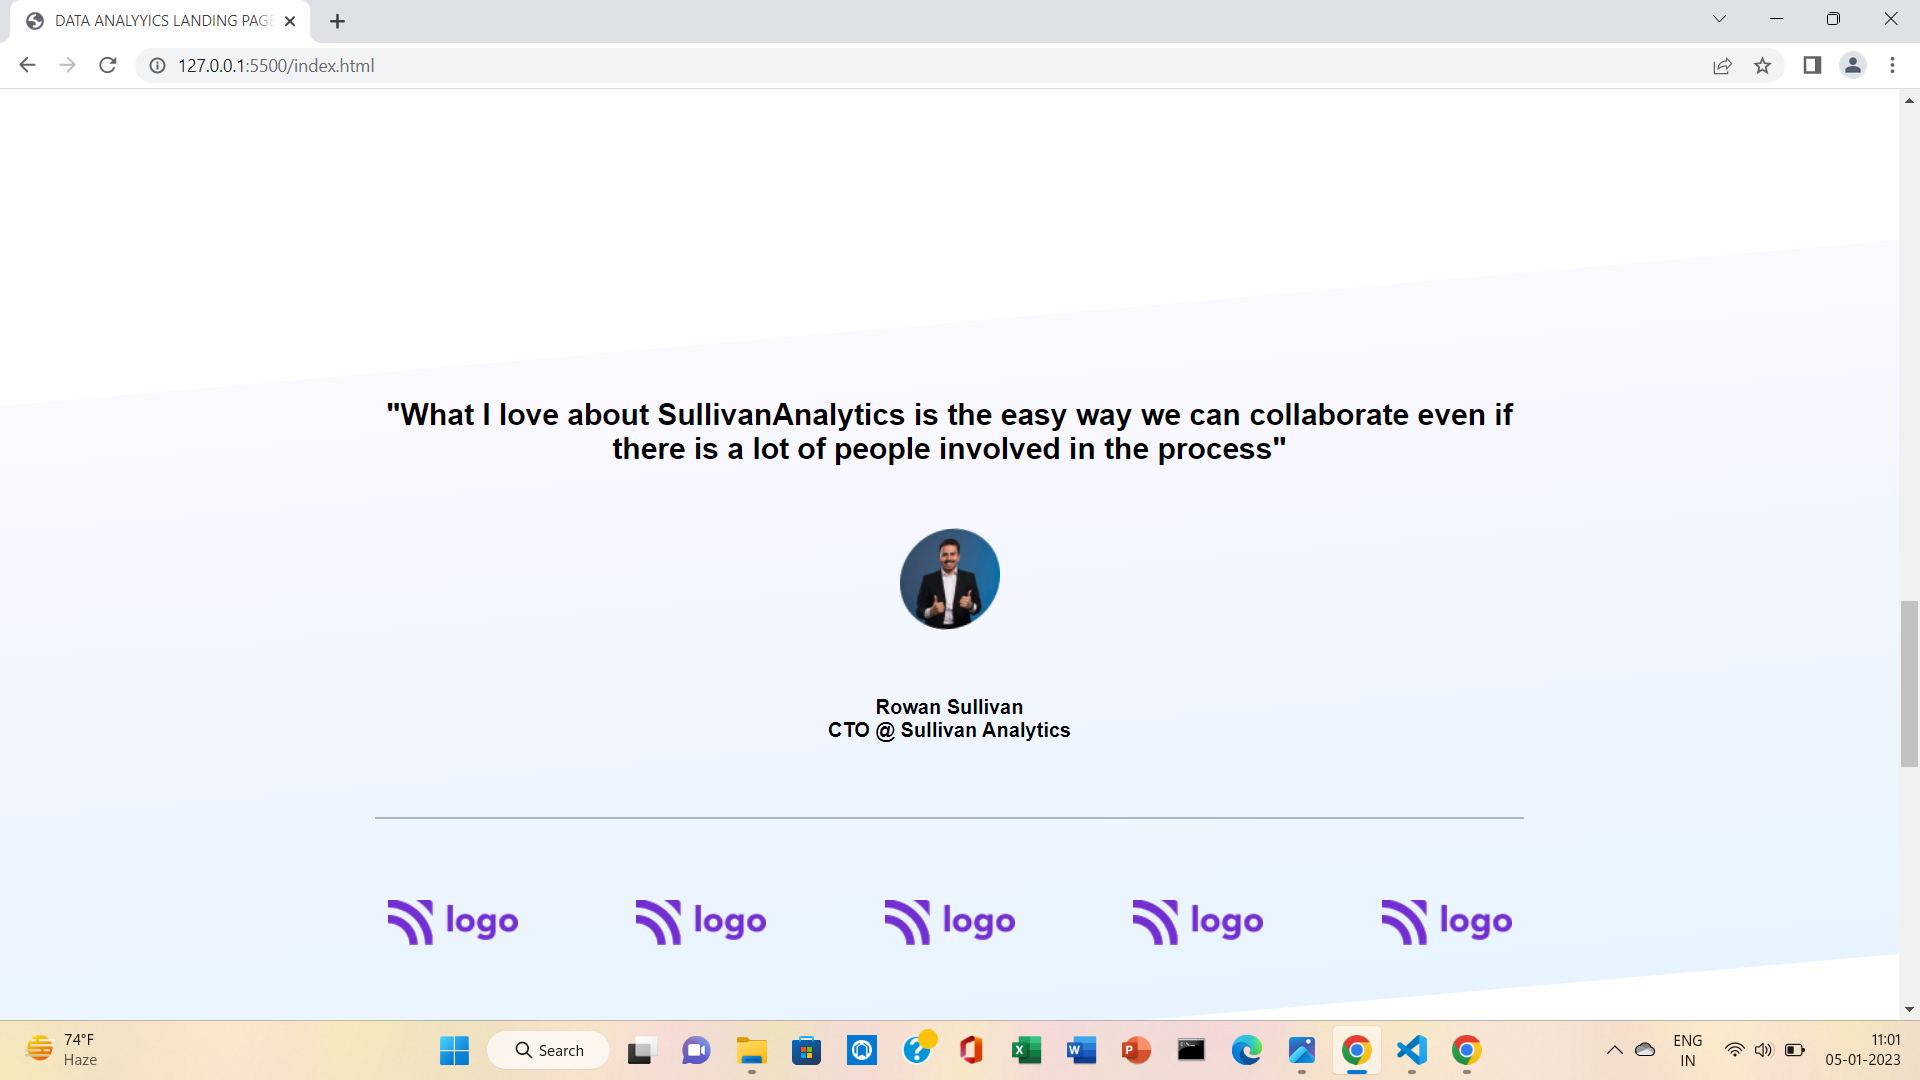 DATA ANALYYICS LANDING PAGE
127.0.0.1:5500/index.html
"What I love about SullivanAnalytics is the easy way we can collaborate even if
there is a lot of people involved in the process"
Rowan Sullivan
CTO @ Sullivan Analytics
logo logo logo logo logo
74°F
Haze
Search
ENG
IN
11:01
05-01-2023